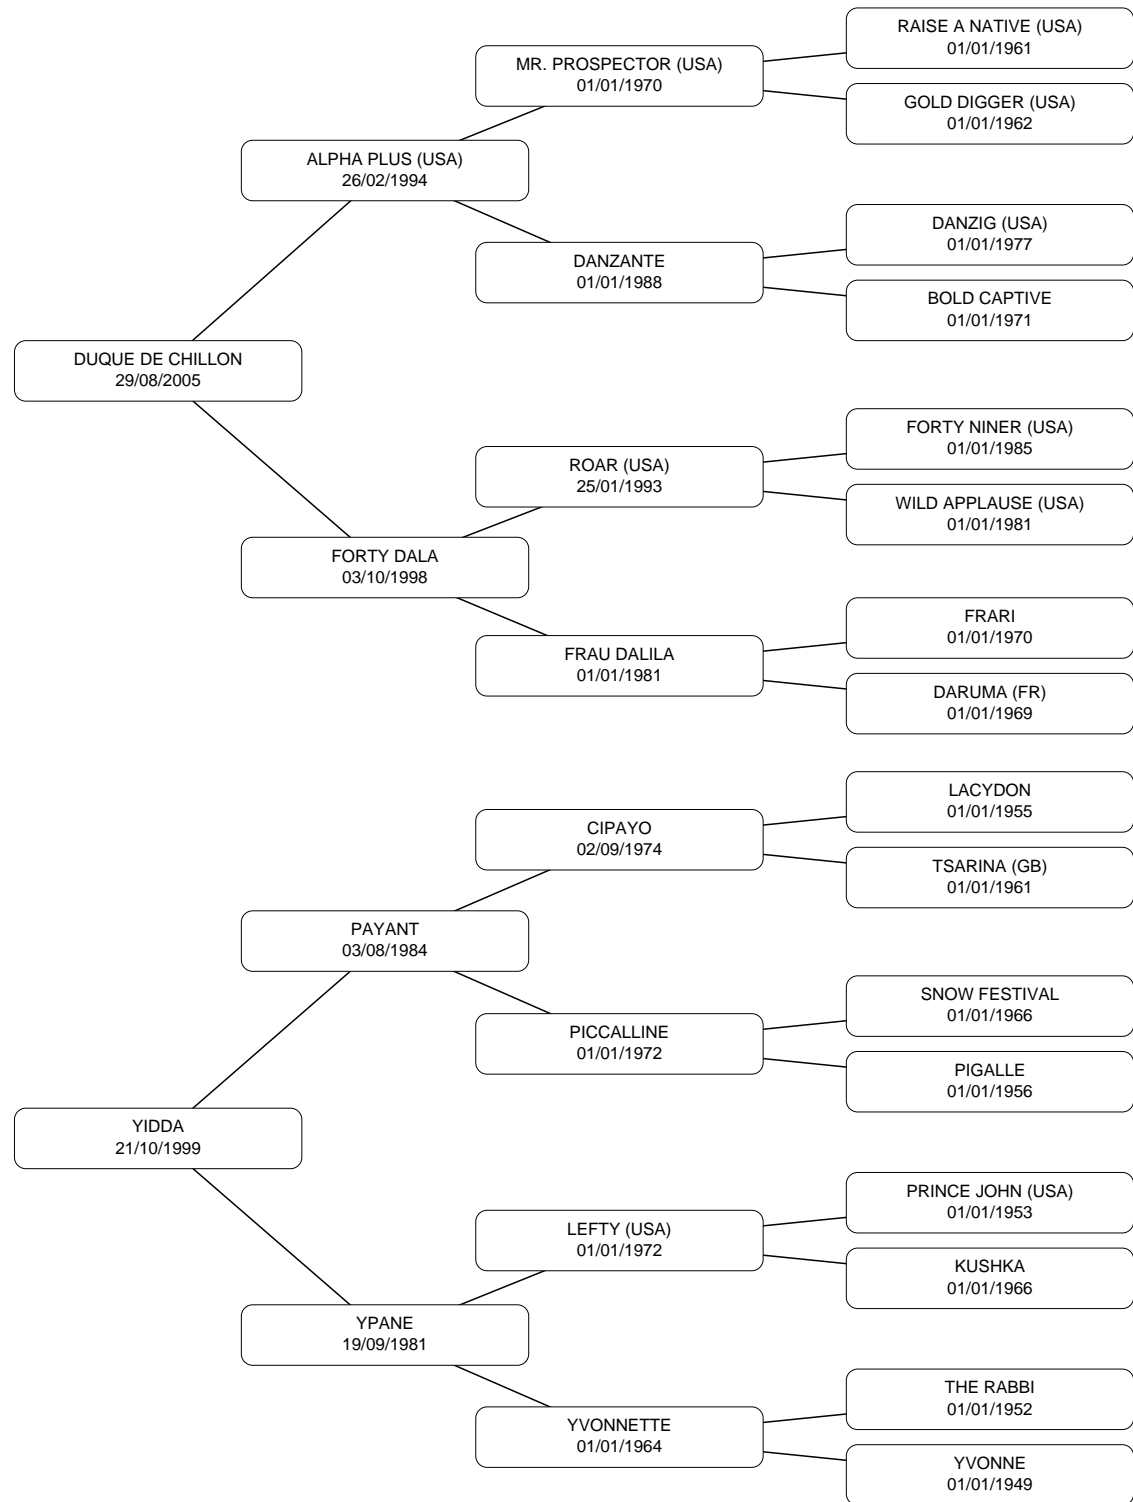 RAISE A NATIVE (USA)
01/01/1961
MR. PROSPECTOR (USA)
01/01/1970
GOLD DIGGER (USA)
01/01/1962
ALPHA PLUS (USA)
26/02/1994
DANZIG (USA)
01/01/1977
DANZANTE
01/01/1988
BOLD CAPTIVE
01/01/1971
DUQUE DE CHILLON
29/08/2005
FORTY NINER (USA)
01/01/1985
ROAR (USA)
25/01/1993
WILD APPLAUSE (USA)
01/01/1981
FORTY DALA
03/10/1998
FRARI
01/01/1970
FRAU DALILA
01/01/1981
DARUMA (FR)
01/01/1969
LACYDON
01/01/1955
CIPAYO
02/09/1974
TSARINA (GB)
01/01/1961
PAYANT
03/08/1984
SNOW FESTIVAL
01/01/1966
PICCALLINE
01/01/1972
PIGALLE
01/01/1956
YIDDA
21/10/1999
PRINCE JOHN (USA)
01/01/1953
LEFTY (USA)
01/01/1972
KUSHKA
01/01/1966
YPANE
19/09/1981
THE RABBI
01/01/1952
YVONNETTE
01/01/1964
YVONNE
01/01/1949